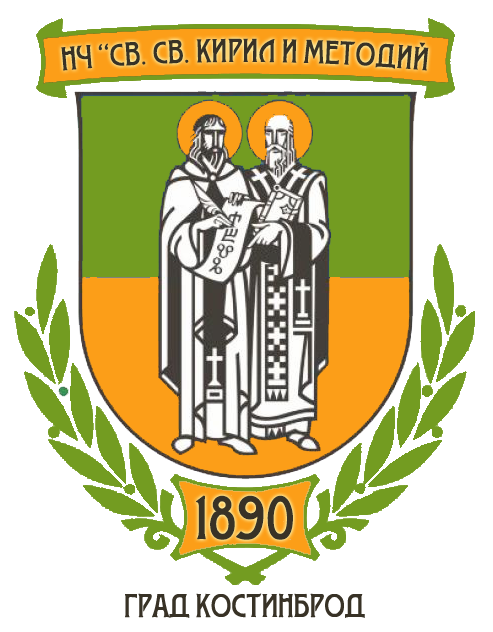 НЧ “СВ. СВ. КИРИЛ И МЕТОДИЙ
1890
ГРАД КОСТИНБРОД